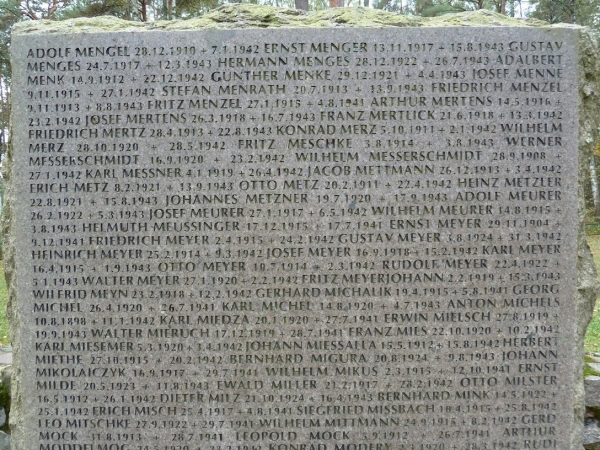 ADOLF MENGEL 28.12.1910 + 7.1.1942 ERNST MENGER 13.11.1917 + 15.8.1943 GUSTAV
MENGES 24.7.1917 + 12.3.1943 HERMANN MENGES 28.12.1922 + 26.7.1943 ADALBERT
MENK 18.9.1912 + 22.12.1942 GUNTHER MENKE 29.12.1921 + 4.4.1943 JOSEF MENNE
9.11.1915 + 27.1.1942 STEFAN MENRATH 20.7.1913 + 13.9.1943 FRIEDRICH MENZEL
9.11.1913 + 8.8.1943 FRITZ MENZEL 27.1.1915 + 4.8.1941 ARTHUR MERTENS 14.5.1916 +
23.2.1942 JOSEF MERTENS 26.3.1918 + 16.7.1943 FRANZ MERTLICK 21.6.1918 + 13.3.1942
FRIEDRICH MERTZ 28.4.1913 + 22.8.1943 KONRAD MERZ 5.10.1911 + 2.1.1942 WILHELM
MERZ 28.10.1920 + 28.5.1942 FRITZ MESCHKE 3.8.1914 + 3.8.1943 WERNER
MESSEKSCHMIDT 16.9.1920 + 23.2.1942 WILHELM MESSERSCHMIDT 28.9.1908 +
27.1.1942 KARL MESSNER 4.1.1919 + 26.4.1942 JACOB METTMANN 26.12.1913 + 3.4.1942
ERICH METZ 8.2.1921 + 13.9.1943 OTTO METZ 20.2.1911 + 22.4.1942 HEINZ METZLER
22.8.1921 + 15.8.1943 JOHANNES METZNER 19.7.1920 + 17.9.1943 ADOLF MEURER
26.2.1922 + 5.3.1943 JOSEF MEURER 27.1.1917 + 6.5.1942 WILHELM MEURER 14.8.1915 +
3.8.1943 HELMUTH MEUSSINGER 17.12.1915 + 17.7.1941 ERNST MEYER 29.11.1904 +
9.12.1941 FRIEDRICH MEYER 2.4.1915 + 24.2.1942 GUSTAV MEYER 3.8.1924 + 31.3.1942
HEINRICH MEYER 25.2.1914 + 9.3.1942 JOSEF MEYER 16.9.1918 + 15.2.1942 KARL MEYER
16.4.1915 + 1.9.1943 OTTO MEYER 10.7.1914 + 2.3.1942 RUDOLF MEYER 22.4.1922 +
5.1.1943 WALTER MEYER 27.1.1920 + 2.2.1942 FRITZ MEYERJOHANN 2.2.1919 + 15.3.1943
WILFRID MEYN 23.2.1918 + 12.2.1942 GERHARD MICHALIK 19.4.1915 + 5.8.1941 GEORG
MICHEL 26.4.1920 + 26.7.1941 KARL MICHEL 14.8.1920 + 4.7.1943 ANTON MICHELS
10.8.1898 + 11.1.1942 KARL MIEDZA 20.1.1920 + 27.7.1941 ERWIN MIELSCH 27.8.1919 +
19.9.1943 WALTER MIERUCH 17.12.1919 + 28.7.1941 FRANZ MIES 22.10.1920 + 10.2.1942
KARL MIESEMER 5.3.1920 + 3.4.1942 JOHANN MIESSALLA 15.5.1912 + 15.8.1942 HERBERT
MIETHE 27.10.1915 + 20.2.1942 BERNHARD MIGURA 20.8.1924 + 9.8.1943 JOHANN
MIKOLAICZYK 16.9.1917 + 29.7.1941 WILHELM MIKUS 2.3.1915 + 12.10.1941 ERNST
MILDE 20.5.1923 + 11.8.1943 EWALD MILLER 23.2.1917 + 28.2.1942 OTTO MILSTER
16.5.1912 + 26.1.1942 DIETER MILZ 21.10.1924 + 16.4.1943 BERNHARD MINK 14.5.1922 +
25.1.1942 ERICH MISCH 25.4.1917 + 4.8.1941 SIEGFRIED MISSBACH 18.4.1915 + 25.8.1942
LEO MITSCHKE 27.9.1922 + 29.7.1941 WILHELM MITTMANN 24.9.1915 + 8.2.1942 GERD
MOCK 31.8.1913 + 28.7.1941 LEOPOLD MOCK 5.9.1912 + 26.7.1941 ARTHUR
KONRAD MODERY RUDI